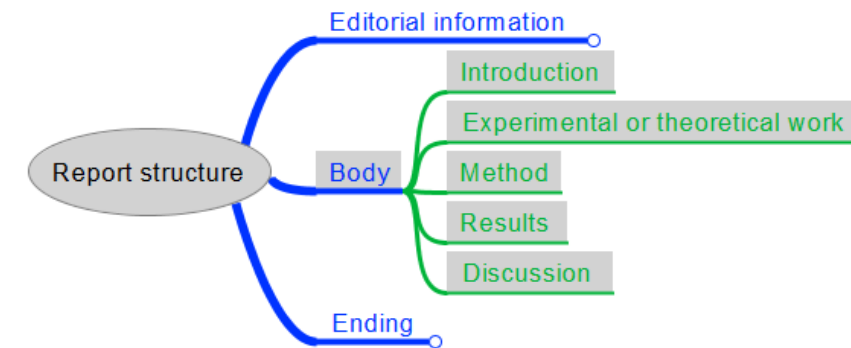 Editorial information
Introduction
Experimental or theoretical work
Report structure
Body
Method
Results
Discussion
Ending